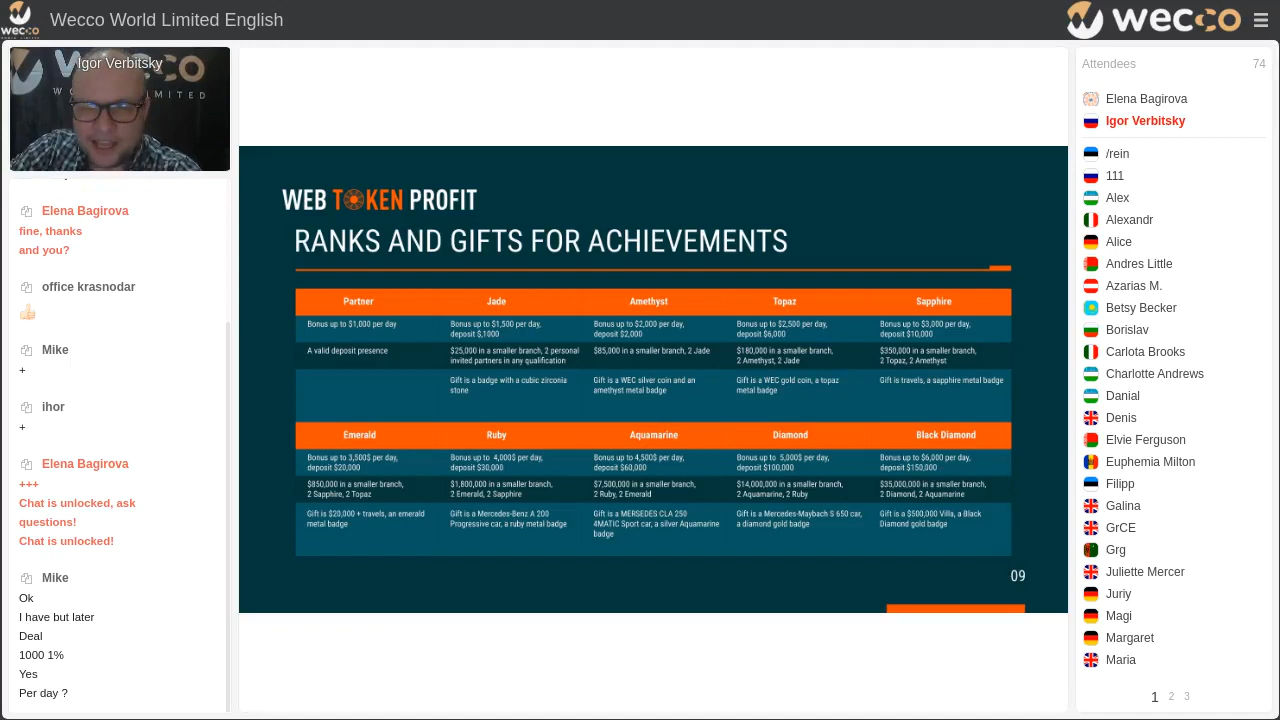 Wecco World Limited English
wecco
wecco
Igor Verbitsky
Elena Bagirova
fine, thanks
and you?
office krasnodar
Mike
+
ihor
+
Elena Bagirova
+++
Chat is unlocked, ask
questions!
Chat is unlocked!
Mike
Ok
I have but later
Deal
1000 1%
Yes
Per day ?
WEB TOKEN PROFIT
RANKS AND GIFTS FOR ACHIEVEMENTS
Partner Jade Amethyst Topaz Sapphire
Bonus up to $1,000 per day Bonus up to $1,500 per day, Bonus up to $2,000 per day, Bonus up to $2,500 per day, Bonus up to $3,000 per day,
deposit $,1000 deposit $2,000 deposit $6,000 deposit $10,000
A valid deposit presence $25,000 in a smaller branch, 2 personal $85,000 in a smaller branch, 2 Jade $180,000 in a smaller branch, $350,000 in a smaller branch,
invited partners in any qualification 2 Amethyst, 2 Jade 2 Topaz, 2 Amethyst
Gift is a badge with a cubic zirconia Gift is a WEC silver coin and an Gift is a WEC gold coin, a topaz Gift is travels, a sapphire metal badge
stone amethyst metal badge metal badge
Emerald Ruby Aquamarine Diamond Black Diamond
Bonus up to 3,500$ per day, Bonus up to 4,000$ per day, Bonus up to 4,500$ per day, Bonus up to 5,000$ per day, Bonus up to $6,000 per day,
deposit $20,000 deposit $30,000 deposit $60,000 deposit $100,000 deposit $150,000
$850,000 in a smaller branch, $1,800,000 in a smaller branch, $7,500,000 in a smaller branch, $14,000,000 in a smaller branch, $35,000,000 in a smaller branch,
2 Sapphire, 2 Topaz 2 Emerald, 2 Sapphire 2 Ruby, 2 Emerald 2 Aquamarine, 2 Ruby 2 Diamond, 2 Aquamarine
Gift is $20,000 + travels, an emerald Gift is a Mercedes-Benz A 200 Gift is a MERSEDES CLA 250 Gift is a Mercedes-Maybach S 650 car, Gift is a $500,000 Villa, a Black
metal badge Progressive car, a ruby metal badge 4MATIC Sport car, a silver Aquamarine a diamond gold badge Diamond gold badge
badge
09
Attendees 74
Elena Bagirova
Igor Verbitsky
/rein
111
Alex
Alexandr
Alice
Andres Little
Azarias M.
Betsy Becker
Borislav
Carlota Brooks
Charlotte Andrews
Danial
Denis
Elvie Ferguson
Euphemia Milton
Filipp
Galina
GrCE
Grg
Juliette Mercer
Juriy
Magi
Margaret
Maria
1 2 3